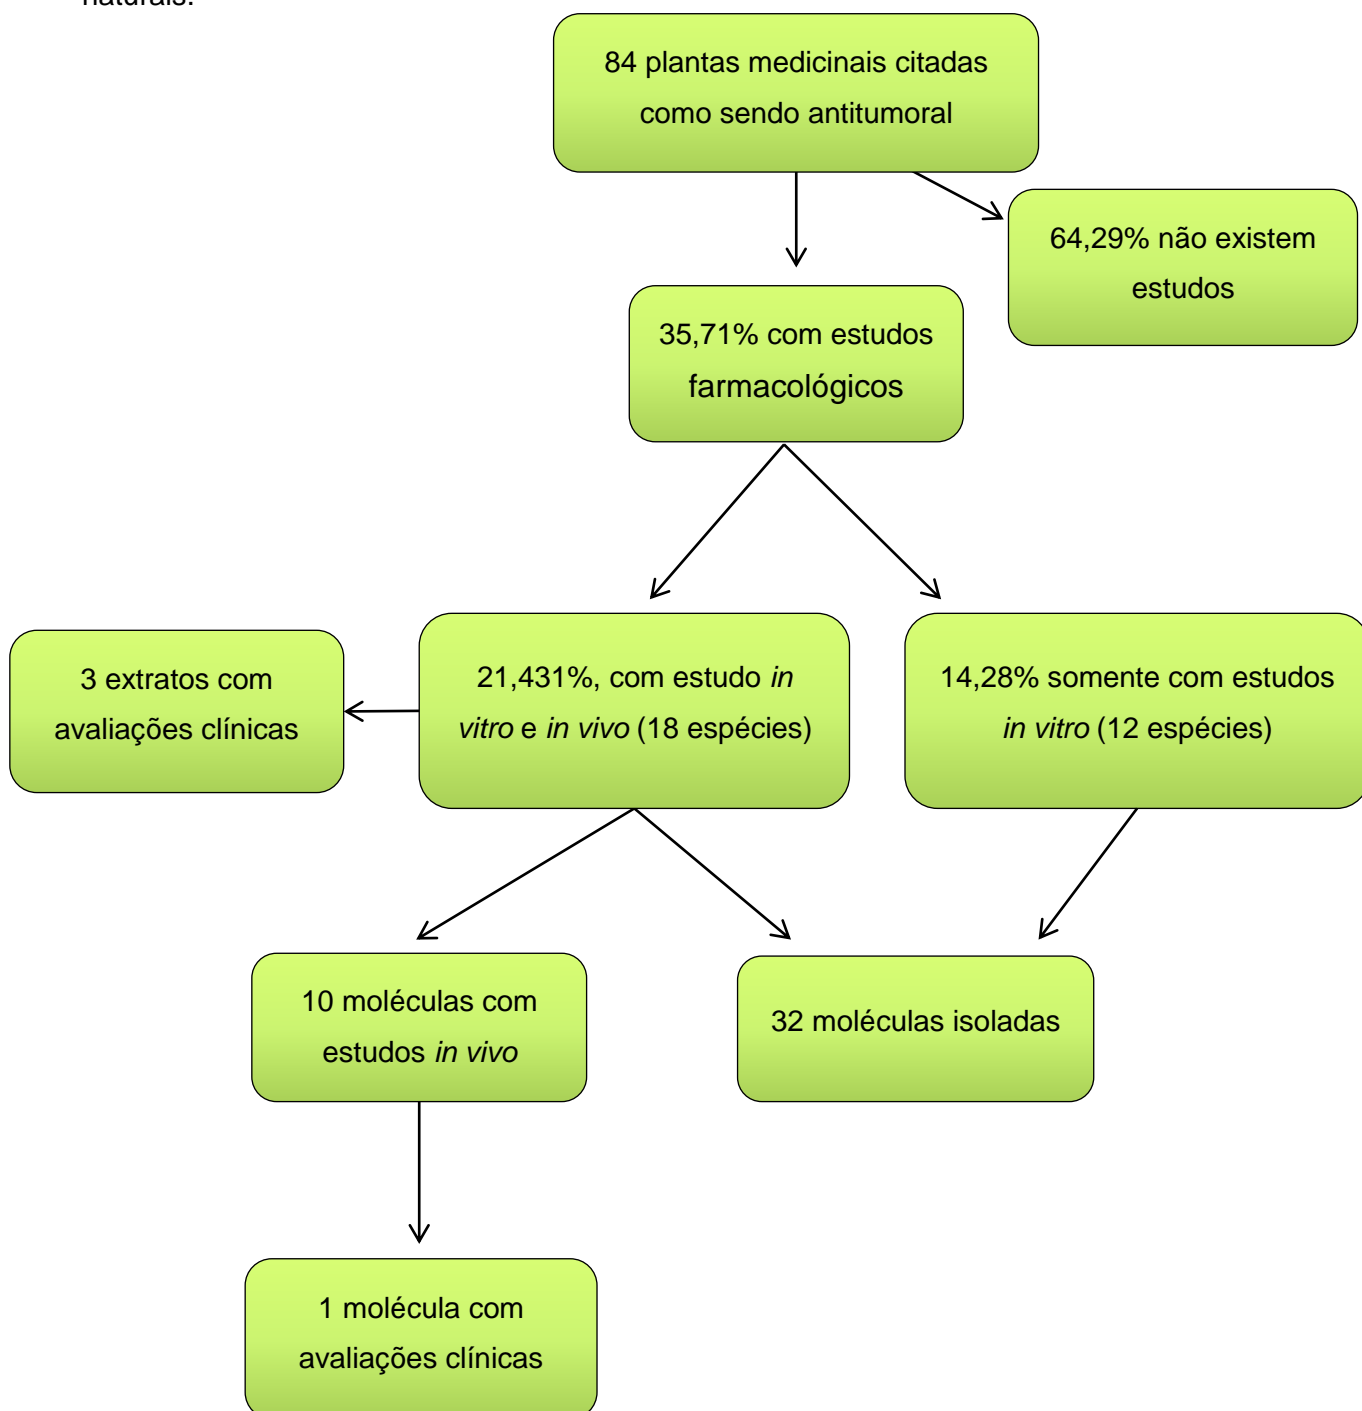 naturais.
84 plantas medicinais citadas
como sendo antitumoral
64,29% não existem
estudos
35,71% com estudos
farmacológicos
3 extratos com
avaliações clínicas
21,431%, com estudo in
vitro e in vivo (18 espécies)
14,28% somente com estudos
in vitro (12 espécies)
10 moléculas com
estudos in vivo
32 moléculas isoladas
1 molécula com
avaliações clínicas